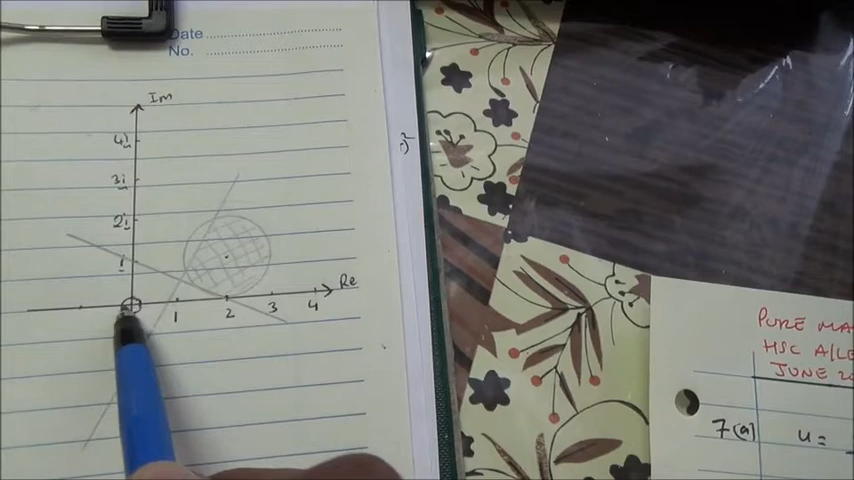 Date
No.
Im
4i
3i
2i
i
Re
1 2 3 4
PURE MA
HSC A/LE
JUNE 20
7(a) u =